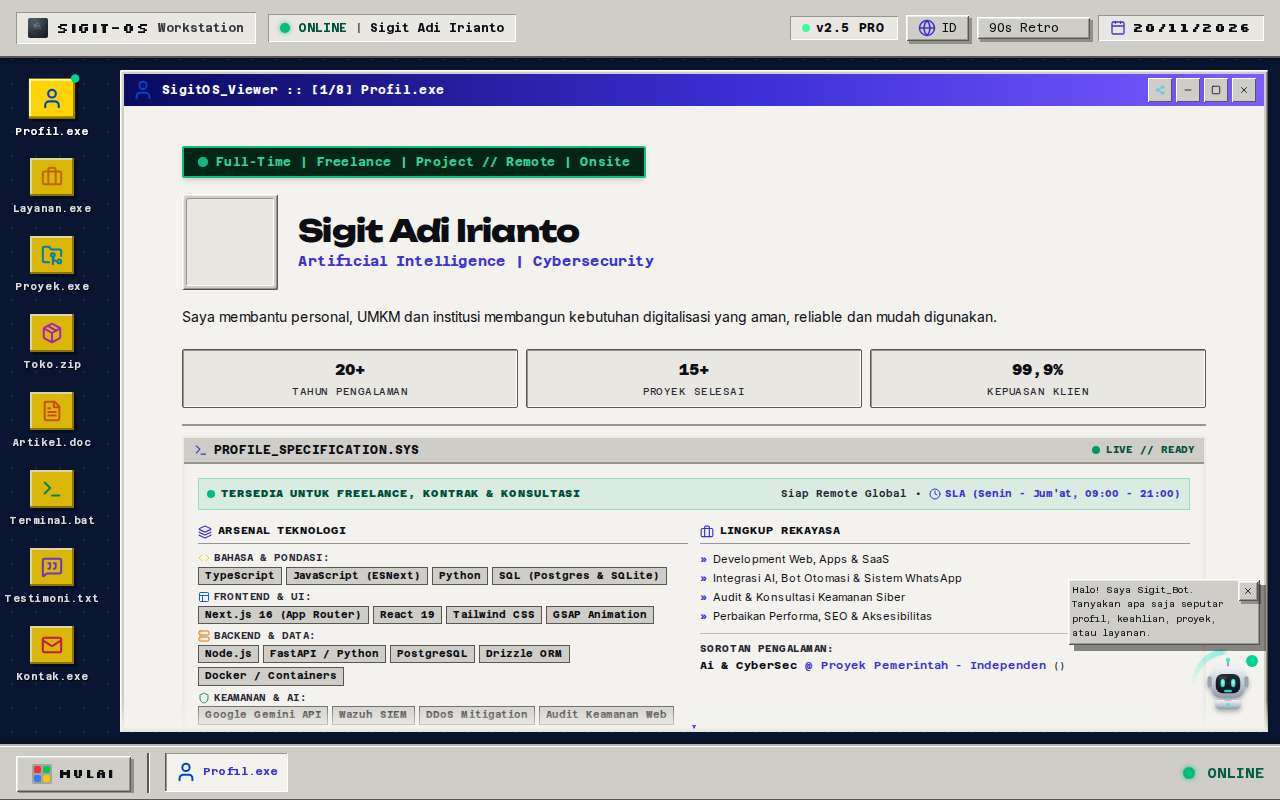 SIGIT-OS Workstation
ONLINE | Sigit Adi Irianto
v2.5 PRO
ID
90s Retro
20/11/2026
SigitOS_Viewer :: [1/8] Profil.exe
Profil.exe
Layanan.exe
Proyek.exe
Toko.zip
Artikel.doc
Terminal.bat
Testimoni.txt
Kontak.exe
Full-Time | Freelance | Project // Remote | Onsite
Sigit Adi Irianto
Artificial Intelligence | Cybersecurity
Saya membantu personal, UMKM dan institusi membangun kebutuhan digitalisasi yang aman, reliable dan mudah digunakan.
20+
TAHUN PENGALAMAN
15+
PROYEK SELESAI
99,9%
KEPUASAN KLIEN
PROFILE_SPECIFICATION.SYS
LIVE // READY
TERSEDIA UNTUK FREELANCE, KONTRAK & KONSULTASI
Siap Remote Global • SLA (Senin - Jum'at, 09:00 - 21:00)
ARSENAL TEKNOLOGI
BAHASA & PONDASI:
TypeScript JavaScript (ESNext) Python SQL (Postgres & SQLite)
FRONTEND & UI:
Next.js 16 (App Router) React 19 Tailwind CSS GSAP Animation
BACKEND & DATA:
Node.js FastAPI / Python PostgreSQL Drizzle ORM
Docker / Containers
KEAMANAN & AI:
Google Gemini API Wazuh SIEM DDoS Mitigation Audit Keamanan Web
LINGKUP REKAYASA
» Development Web, Apps & SaaS
» Integrasi AI, Bot Otomasi & Sistem WhatsApp
» Audit & Konsultasi Keamanan Siber
» Perbaikan Performa, SEO & Aksesibilitas
SOROTAN PENGALAMAN:
Ai & CyberSec @ Proyek Pemerintah - Independen ()
Halo! Saya Sigit_Bot.
Tanyakan apa saja seputar
profil, keahlian, proyek,
atau layanan.
MULAI
Profil.exe
ONLINE